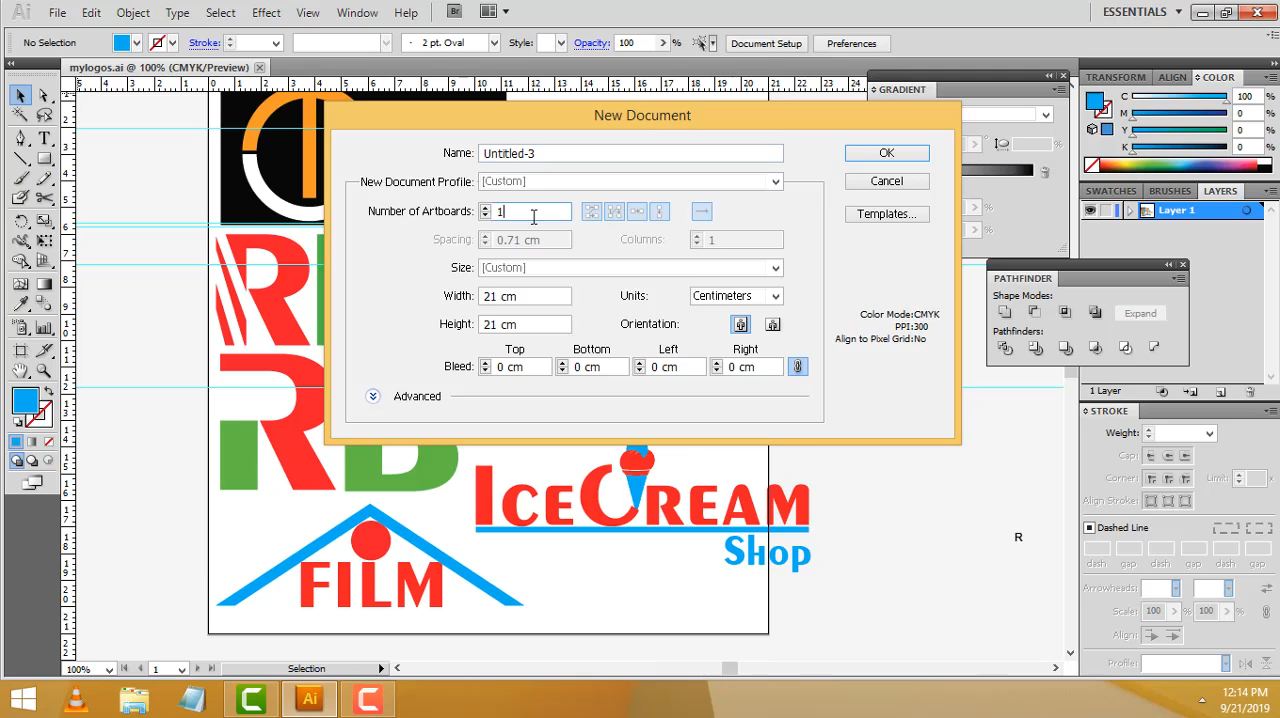 Ai File Edit Object Type Select Effect View Window Help Br ESSENTIALS
No Selection Stroke: 2 pt. Oval Style: Opacity: 100 % Document Setup Preferences
mylogos.ai @ 100% (CMYK/Preview)
New Document
Name: Untitled-3
New Document Profile: [Custom]
Number of Artboards: 1
Spacing: 0.71 cm Columns: 1
Size: [Custom]
Width: 21 cm Units: Centimeters
Height: 21 cm Orientation:
Top Bottom Left Right
Bleed: 0 cm 0 cm 0 cm 0 cm
Advanced
OK
Cancel
Templates...
Color Mode:CMYK
PPI:300
Align to Pixel Grid:No
GRADIENT
TRANSFORM ALIGN COLOR
C 100 %
M 0 %
Y 0 %
K 0 %
SWATCHES BRUSHES LAYERS
Layer 1
PATHFINDER
Shape Modes:
Expand
Pathfinders:
1 Layer
STROKE
Weight:
Cap:
Corner: Limit:
Align Stroke:
Dashed Line
dash gap dash gap dash gap
Arrowheads:
Scale: 100 % 100 %
Align:
Profile:
R
RB
ICECREAM
Shop
FILM
R
100% 1 Selection
Ai
12:14 PM
9/21/2019